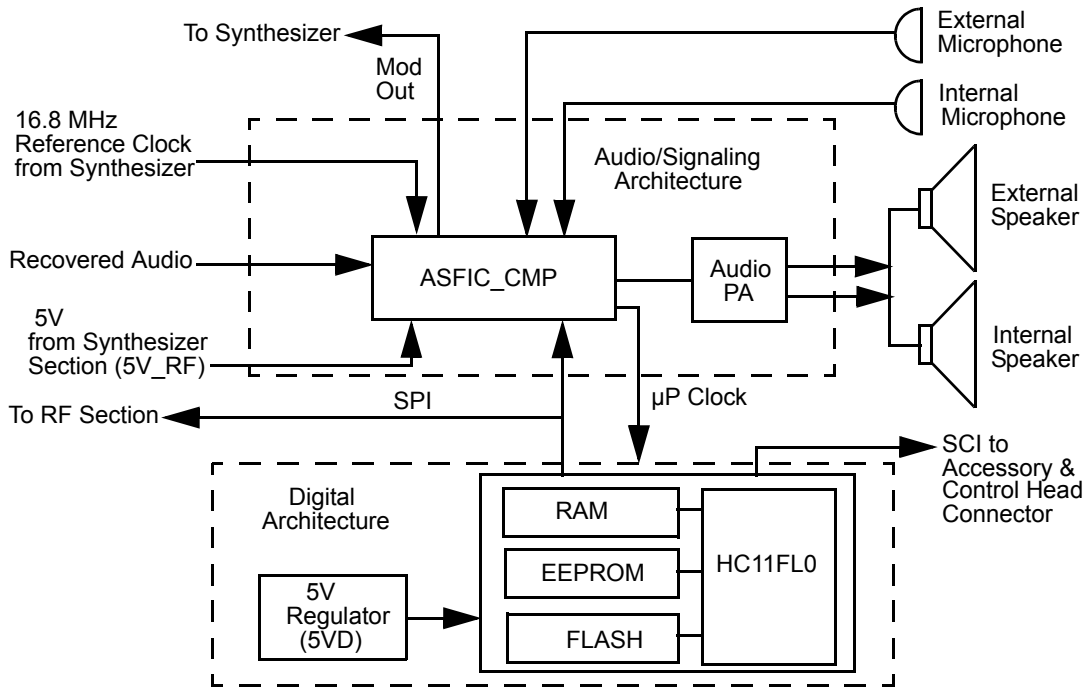 To Synthesizer
Mod
Out
External
Microphone
Internal
Microphone
16.8 MHz
Reference Clock
from Synthesizer
Audio/Signaling
Architecture
External
Speaker
Recovered Audio
ASFIC_CMP
Audio
PA
5V
from Synthesizer
Section (5V_RF)
Internal
Speaker
To RF Section
SPI
µP Clock
SCI to
Accessory &
Control Head
Connector
Digital
Architecture
RAM
EEPROM
FLASH
HC11FL0
5V
Regulator
(5VD)